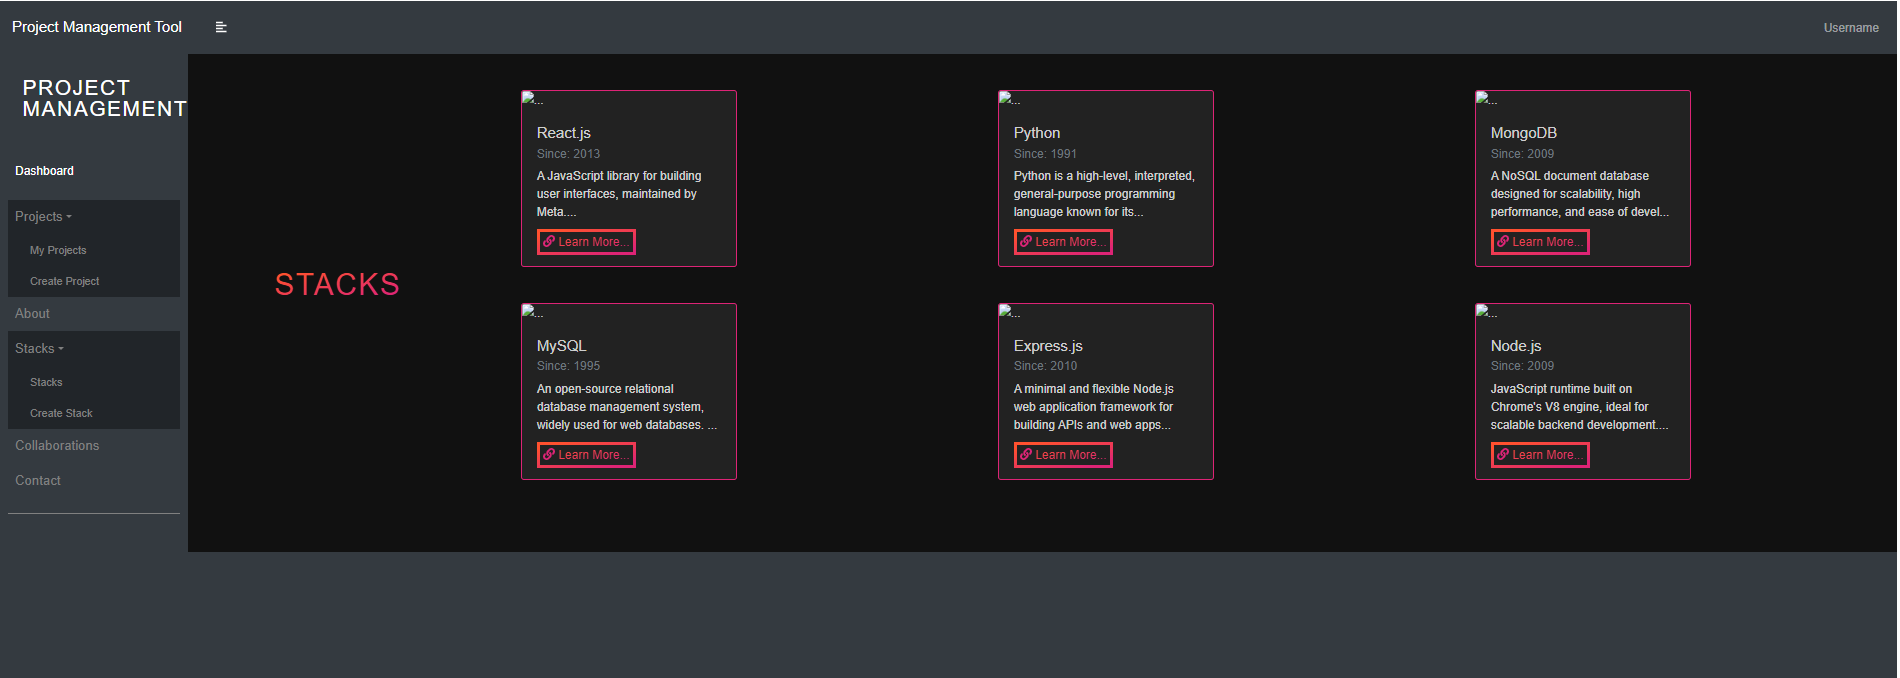 Project Management Tool
Username
PROJECT
MANAGEMENT
Dashboard
Projects
My Projects
Create Project
About
Stacks
Stacks
Create Stack
Collaborations
Contact
STACKS
...
React.js
Since: 2013
A JavaScript library for building
user interfaces, maintained by
Meta....
Learn More...
...
Python
Since: 1991
Python is a high-level, interpreted,
general-purpose programming
language known for its...
Learn More...
...
MongoDB
Since: 2009
A NoSQL document database
designed for scalability, high
performance, and ease of devel...
Learn More...
...
MySQL
Since: 1995
An open-source relational
database management system,
widely used for web databases. ...
Learn More...
...
Express.js
Since: 2010
A minimal and flexible Node.js
web application framework for
building APIs and web apps...
Learn More...
...
Node.js
Since: 2009
JavaScript runtime built on
Chrome's V8 engine, ideal for
scalable backend development....
Learn More...